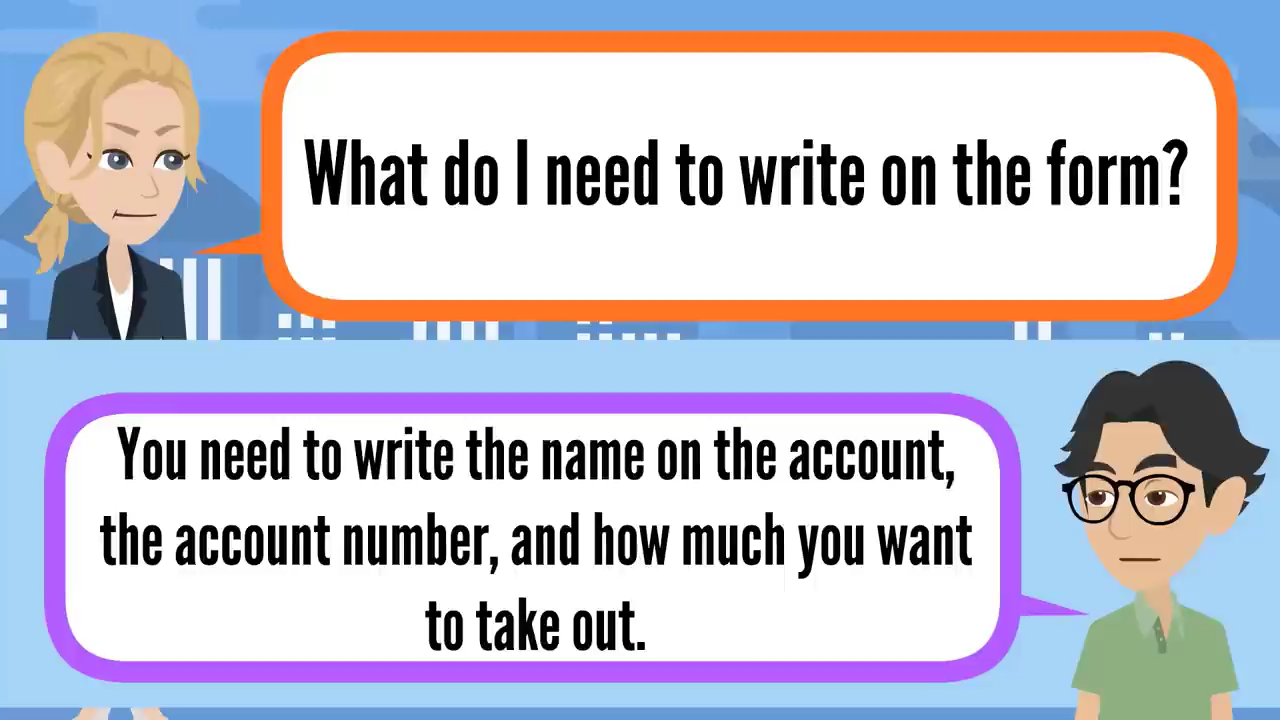 What do I need to write on the form?
You need to write the name on the account,
the account number, and how much you want
to take out.